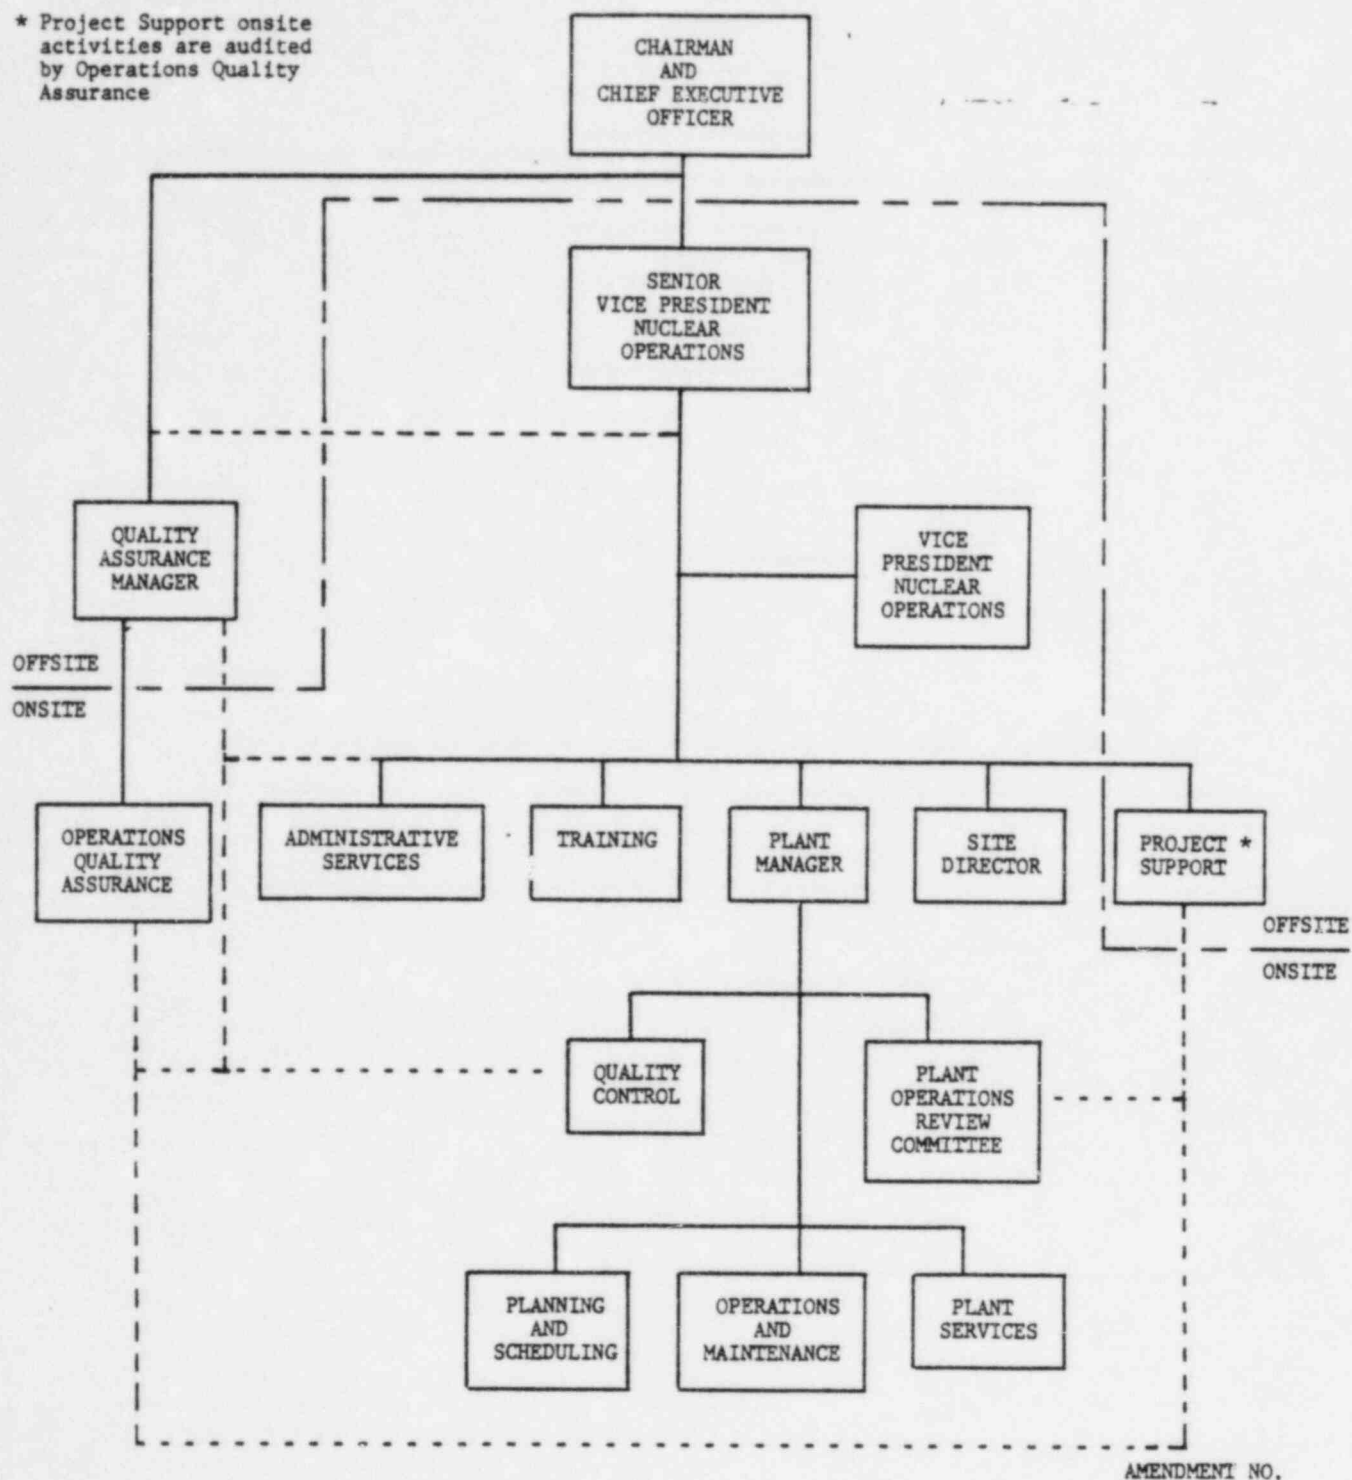 * Project Support onsite
activities are audited
by Operations Quality
Assurance
CHAIRMAN
AND
CHIEF EXECUTIVE
OFFICER
SENIOR
VICE PRESIDENT
NUCLEAR
OPERATIONS
QUALITY
ASSURANCE
MANAGER
VICE
PRESIDENT
NUCLEAR
OPERATIONS
OFFSITE
ONSITE
OPERATIONS
QUALITY
ASSURANCE
ADMINISTRATIVE
SERVICES
TRAINING
PLANT
MANAGER
SITE
DIRECTOR
PROJECT *
SUPPORT
OFFSITE
ONSITE
QUALITY
CONTROL
PLANT
OPERATIONS
REVIEW
COMMITTEE
PLANNING
AND
SCHEDULING
OPERATIONS
AND
MAINTENANCE
PLANT
SERVICES
AMENDMENT NO.